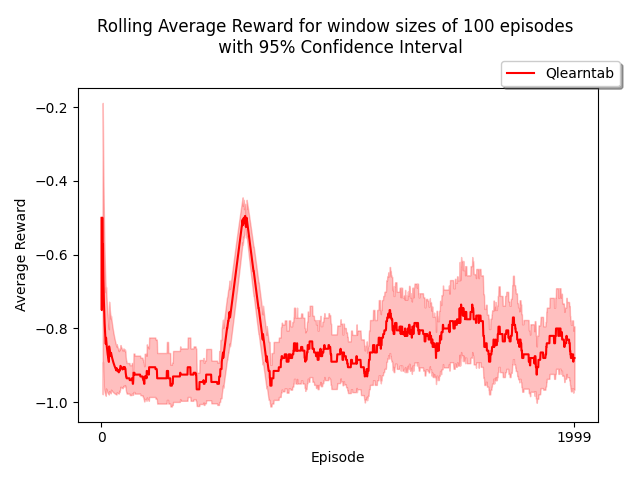 Rolling Average Reward for window sizes of 100 episodes
with 95% Confidence Interval
Qlearntab
Average Reward
−0.2
−0.4
−0.6
−0.8
−1.0
0
1999
Episode